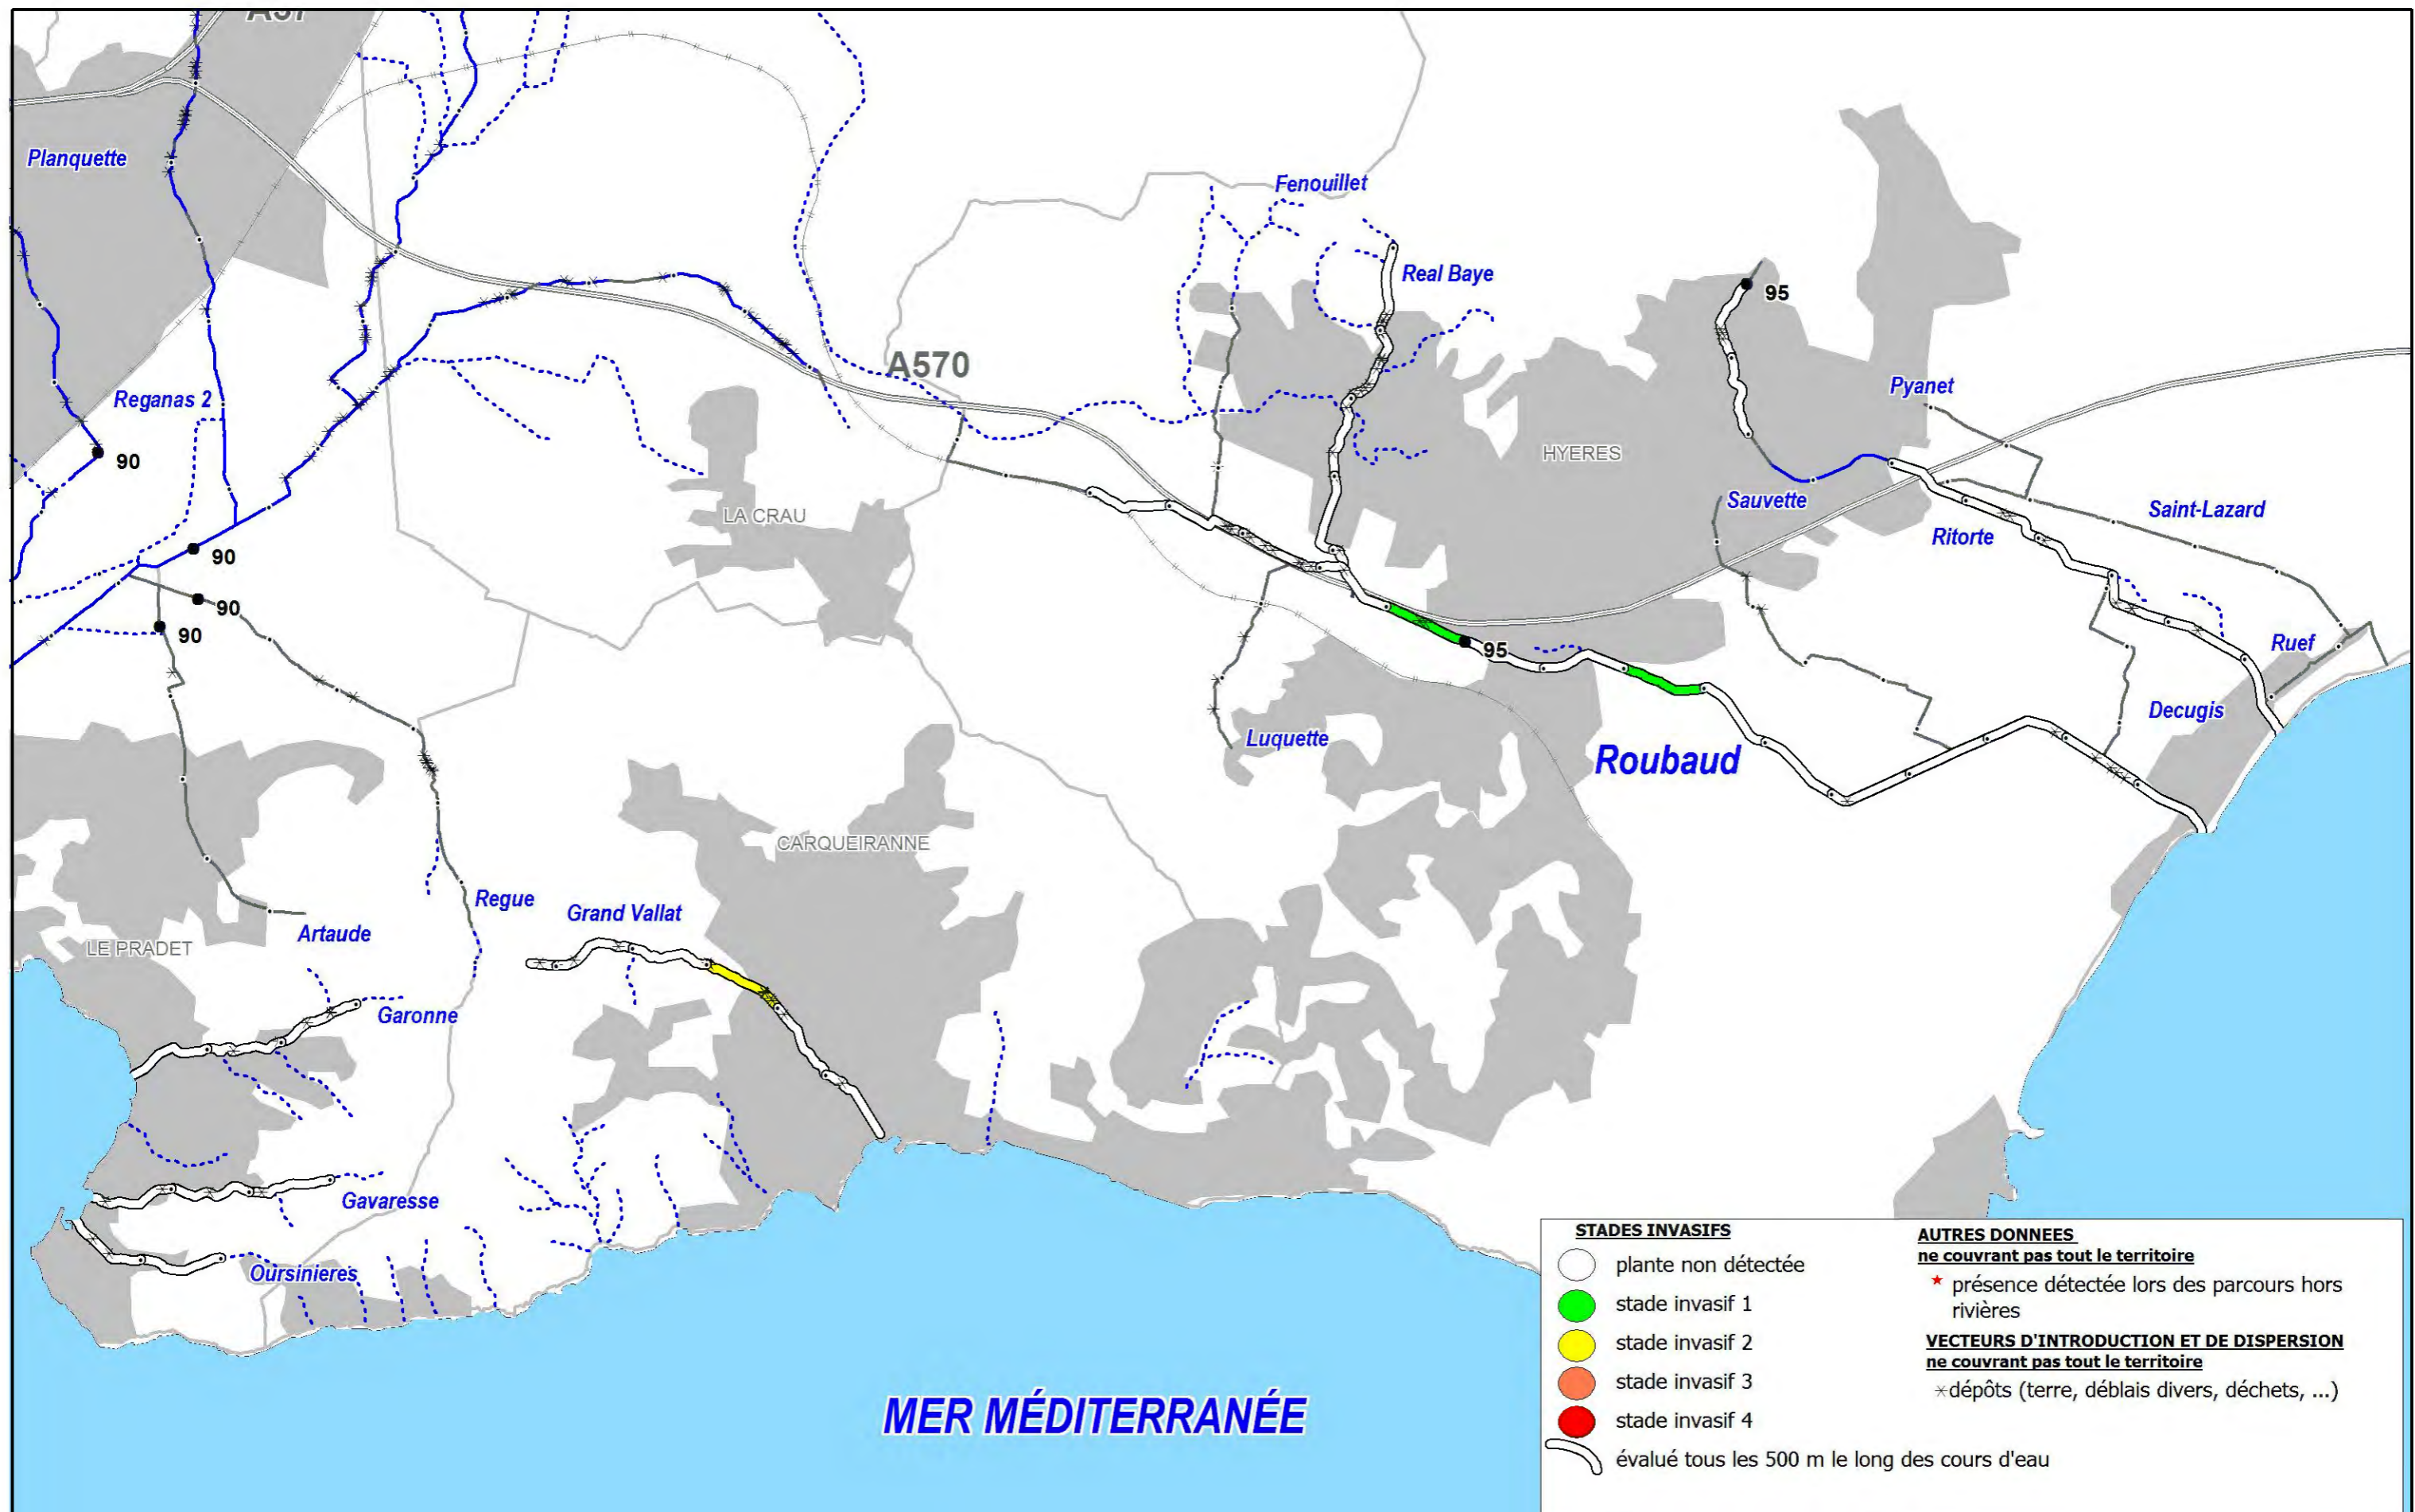 A57
Planquette
Fenouillet
Real Baye
95
A570
Pyanet
Reganas 2
90
HYERES
LA CRAU
Sauvette
Saint-Lazard
Ritorte
90
90
90
95
Ruef
Decugis
Luquette
Roubaud
CARQUEIRANNE
Regue
Grand Vallat
Artaude
LE PRADET
Garonne
Gavaresse
Oursinieres
MER MÉDITERRANÉE
STADES INVASIFS
plante non détectée
stade invasif 1
stade invasif 2
stade invasif 3
stade invasif 4
évalué tous les 500 m le long des cours d'eau
AUTRES DONNEES
ne couvrant pas tout le territoire
présence détectée lors des parcours hors
rivières
VECTEURS D'INTRODUCTION ET DE DISPERSION
ne couvrant pas tout le territoire
dépôts (terre, déblais divers, déchets, ...)